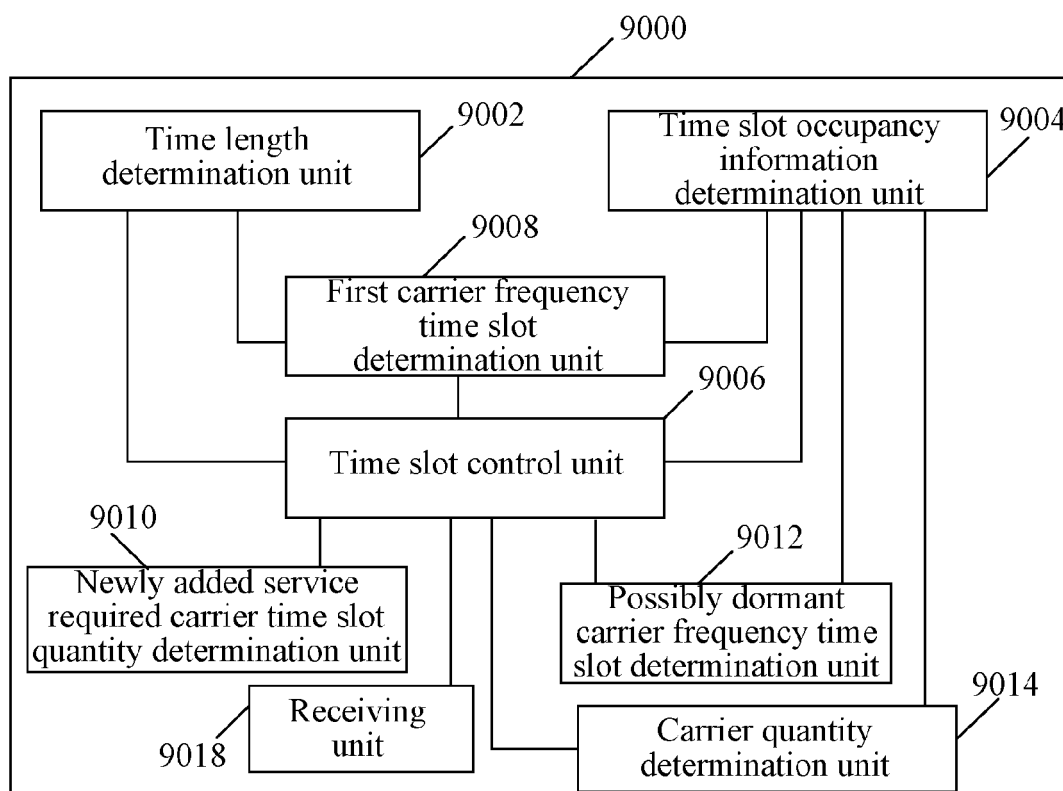 9000
Time length
determination unit
9002
Time slot occupancy
information
determination unit
9004
9008
First carrier frequency
time slot
determination unit
9006
Time slot control unit
9010
Newly added service
required carrier time slot
quantity determination unit
9012
Possibly dormant
carrier frequency time
slot determination unit
9018
Receiving
unit
9014
Carrier quantity
determination unit